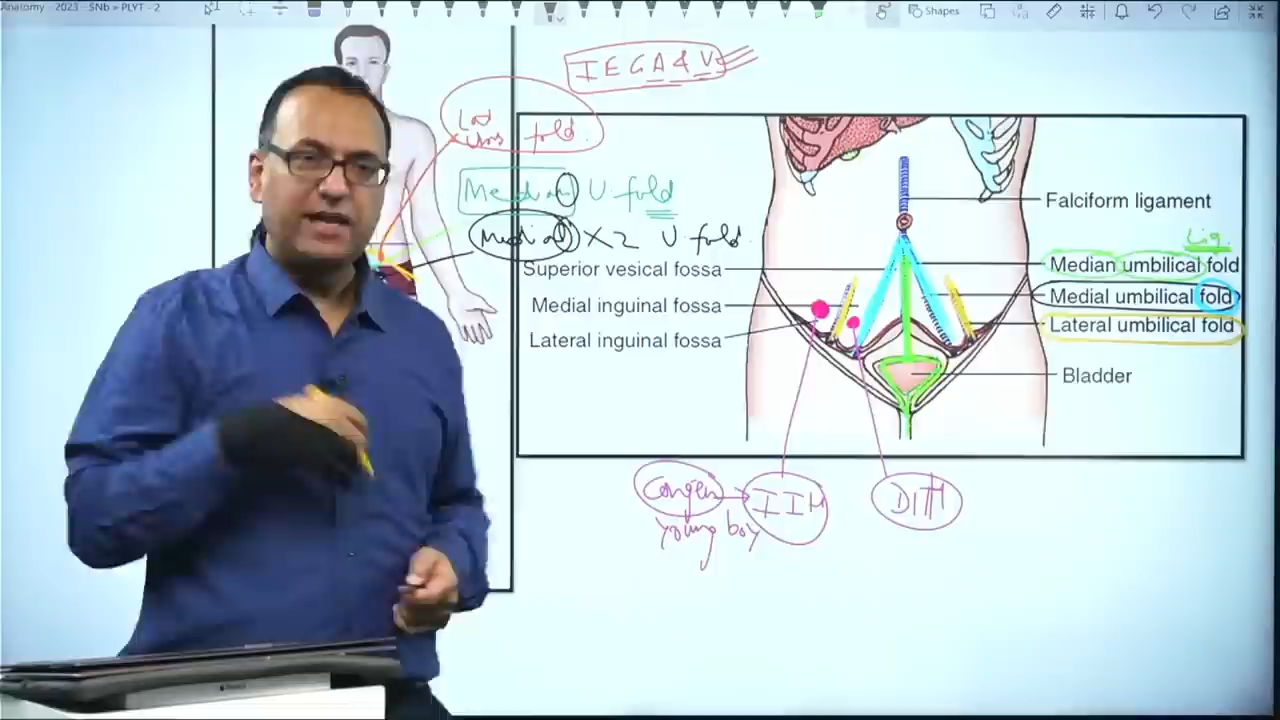 Anatomy 2023 - SNb = PLYT - 2
Shapes
IEGA & V
Lat
fold
Median U fold
Medial X2 U fold
Falciform ligament
Lig
Superior vesical fossa
Median umbilical fold
Medial inguinal fossa
Medial umbilical fold
Lateral inguinal fossa
Lateral umbilical fold
Bladder
Congen
IIH
DIH
young boy